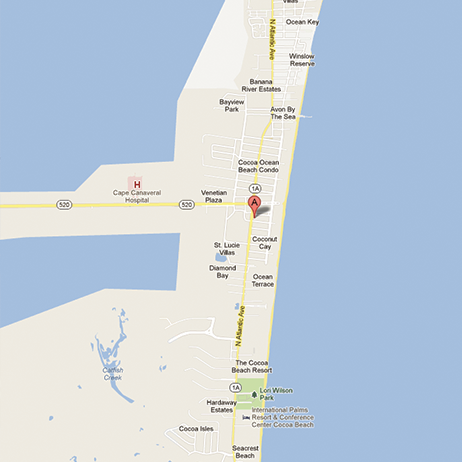 Villas
Ocean Key
N Atlantic Ave
Winslow
Reserve
Banana
River Estates
Bayview
Park
Avon By
The Sea
Cocoa Ocean
Beach Condo
H
1A
Cape Canaveral
Hospital
Venetian
Plaza
A
520
520
St. Lucie
Villas
Coconut
Cay
Diamond
Bay
Ocean
Terrace
N Atlantic Ave
Catfish
Creek
The Cocoa
Beach Resort
1A
Lori Wilson
Park
Hardaway
Estates
International Palms
Resort & Conference
Center Cocoa Beach
Cocoa Isles
Seacrest
Beach